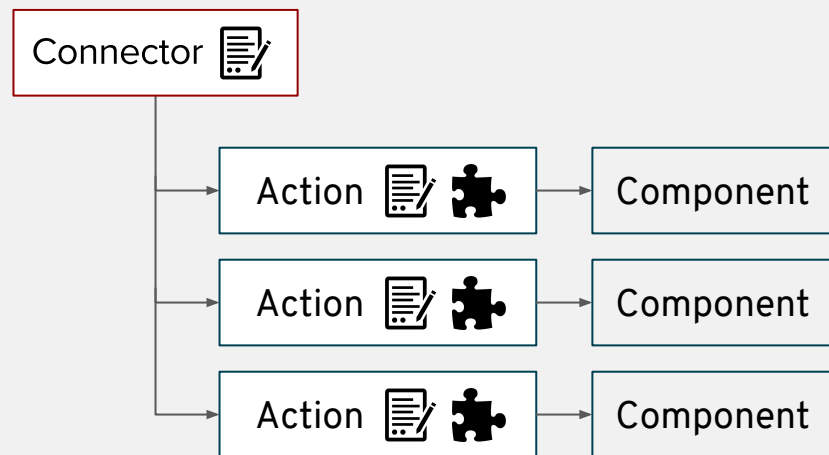 Connector
Action
Component
Action
Component
Action
Component